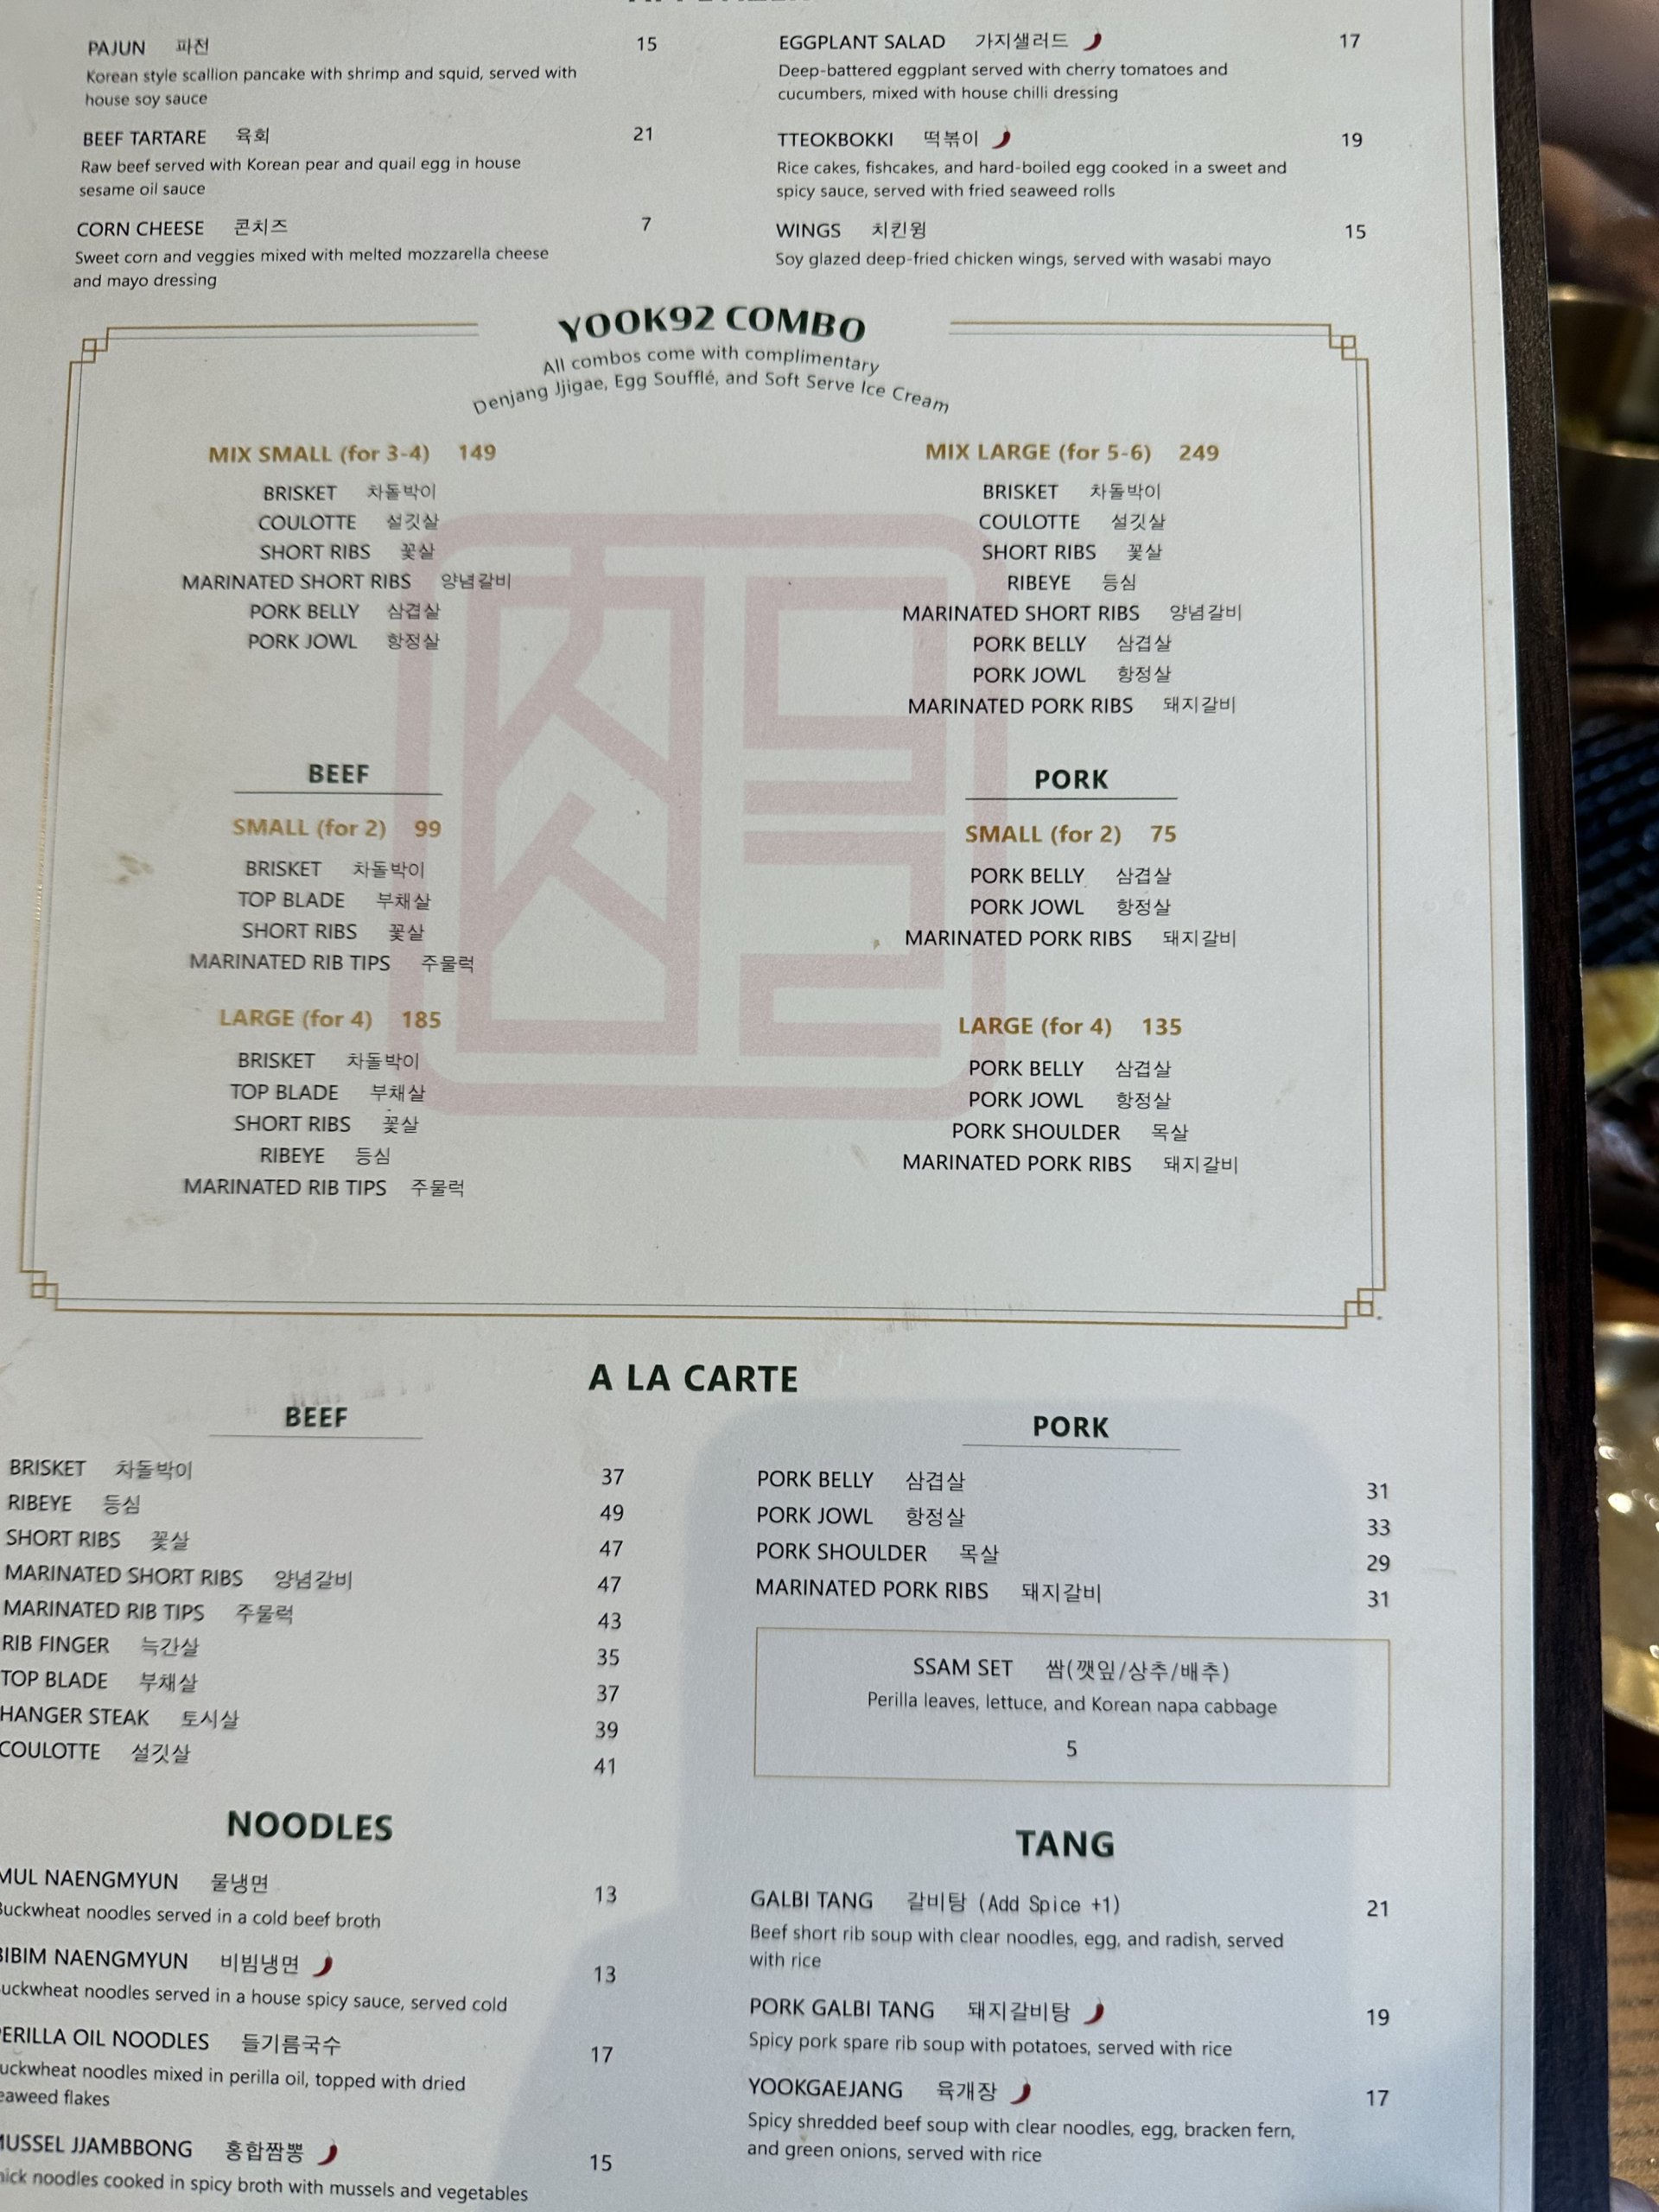 PAJUN 파전 15
Korean style scallion pancake with shrimp and squid, served with
house soy sauce
BEEF TARTARE 육회 21
Raw beef served with Korean pear and quail egg in house
sesame oil sauce
CORN CHEESE 콘치즈 7
Sweet corn and veggies mixed with melted mozzarella cheese
and mayo dressing
EGGPLANT SALAD 가지샐러드 17
Deep-battered eggplant served with cherry tomatoes and
cucumbers, mixed with house chilli dressing
TTEOKBOKKI 떡볶이 19
Rice cakes, fishcakes, and hard-boiled egg cooked in a sweet and
spicy sauce, served with fried seaweed rolls
WINGS 치킨윙 15
Soy glazed deep-fried chicken wings, served with wasabi mayo
YOOK92 COMBO
All combos come with complimentary
Denjang Jjigae, Egg Soufflé, and Soft Serve Ice Cream
MIX SMALL (for 3-4) 149
BRISKET 차돌박이
COULOTTE 설깃살
SHORT RIBS 꽃살
MARINATED SHORT RIBS 양념갈비
PORK BELLY 삼겹살
PORK JOWL 항정살
MIX LARGE (for 5-6) 249
BRISKET 차돌박이
COULOTTE 설깃살
SHORT RIBS 꽃살
RIBEYE 등심
MARINATED SHORT RIBS 양념갈비
PORK BELLY 삼겹살
PORK JOWL 항정살
MARINATED PORK RIBS 돼지갈비
BEEF
SMALL (for 2) 99
BRISKET 차돌박이
TOP BLADE 부채살
SHORT RIBS 꽃살
MARINATED RIB TIPS 주물럭
LARGE (for 4) 185
BRISKET 차돌박이
TOP BLADE 부채살
SHORT RIBS 꽃살
RIBEYE 등심
MARINATED RIB TIPS 주물럭
PORK
SMALL (for 2) 75
PORK BELLY 삼겹살
PORK JOWL 항정살
MARINATED PORK RIBS 돼지갈비
LARGE (for 4) 135
PORK BELLY 삼겹살
PORK JOWL 항정살
PORK SHOULDER 목살
MARINATED PORK RIBS 돼지갈비
A LA CARTE
BEEF
BRISKET 차돌박이 37
RIBEYE 등심 49
SHORT RIBS 꽃살 47
MARINATED SHORT RIBS 양념갈비 47
MARINATED RIB TIPS 주물럭 43
RIB FINGER 늑간살 35
TOP BLADE 부채살 37
HANGER STEAK 토시살 39
COULOTTE 설깃살 41
PORK
PORK BELLY 삼겹살 31
PORK JOWL 항정살 33
PORK SHOULDER 목살 29
MARINATED PORK RIBS 돼지갈비 31
SSAM SET 쌈(깻잎/상추/배추)
Perilla leaves, lettuce, and Korean napa cabbage
5
NOODLES
MUL NAENGMYUN 물냉면 13
Buckwheat noodles served in a cold beef broth
BIBIM NAENGMYUN 비빔냉면 13
uckwheat noodles served in a house spicy sauce, served cold
PERILLA OIL NOODLES 들기름국수 17
uckwheat noodles mixed in perilla oil, topped with dried
eaweed flakes
MUSSEL JJAMBBONG 홍합짬뽕 15
hick noodles cooked in spicy broth with mussels and vegetables
TANG
GALBI TANG 갈비탕 (Add Spice +1) 21
Beef short rib soup with clear noodles, egg, and radish, served
with rice
PORK GALBI TANG 돼지갈비탕 19
Spicy pork spare rib soup with potatoes, served with rice
YOOKGAEJANG 육개장 17
Spicy shredded beef soup with clear noodles, egg, bracken fern,
and green onions, served with rice